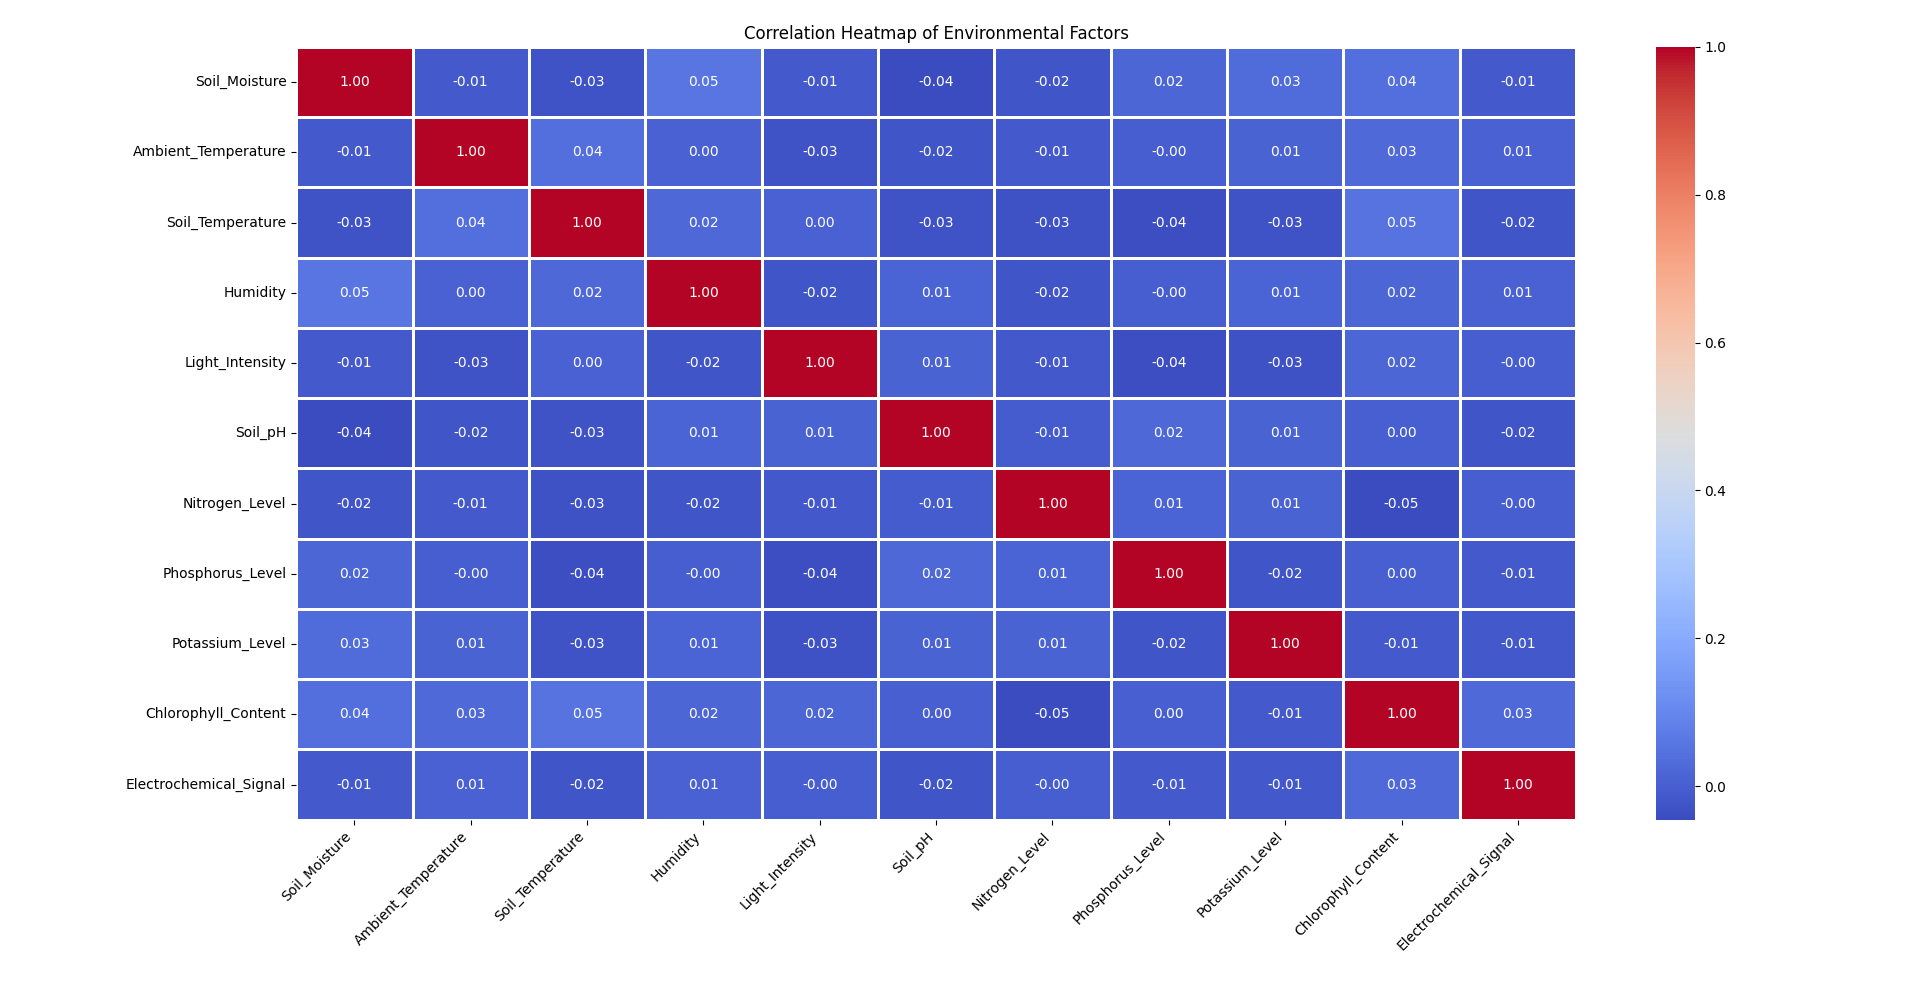 Correlation Heatmap of Environmental Factors
Soil_Moisture 1.00 -0.01 -0.03 0.05 -0.01 -0.04 -0.02 0.02 0.03 0.04 -0.01
Ambient_Temperature -0.01 1.00 0.04 0.00 -0.03 -0.02 -0.01 -0.00 0.01 0.03 0.01
Soil_Temperature -0.03 0.04 1.00 0.02 0.00 -0.03 -0.03 -0.04 -0.03 0.05 -0.02
Humidity 0.05 0.00 0.02 1.00 -0.02 0.01 -0.02 -0.00 0.01 0.02 0.01
Light_Intensity -0.01 -0.03 0.00 -0.02 1.00 0.01 -0.01 -0.04 -0.03 0.02 -0.00
Soil_pH -0.04 -0.02 -0.03 0.01 0.01 1.00 -0.01 0.02 0.01 0.00 -0.02
Nitrogen_Level -0.02 -0.01 -0.03 -0.02 -0.01 -0.01 1.00 0.01 0.01 -0.05 -0.00
Phosphorus_Level 0.02 -0.00 -0.04 -0.00 -0.04 0.02 0.01 1.00 -0.02 0.00 -0.01
Potassium_Level 0.03 0.01 -0.03 0.01 -0.03 0.01 0.01 -0.02 1.00 -0.01 -0.01
Chlorophyll_Content 0.04 0.03 0.05 0.02 0.02 0.00 -0.05 0.00 -0.01 1.00 0.03
Electrochemical_Signal -0.01 0.01 -0.02 0.01 -0.00 -0.02 -0.00 -0.01 -0.01 0.03 1.00
Soil_Moisture
Ambient_Temperature
Soil_Temperature
Humidity
Light_Intensity
Soil_pH
Nitrogen_Level
Phosphorus_Level
Potassium_Level
Chlorophyll_Content
Electrochemical_Signal
1.0
0.8
0.6
0.4
0.2
0.0